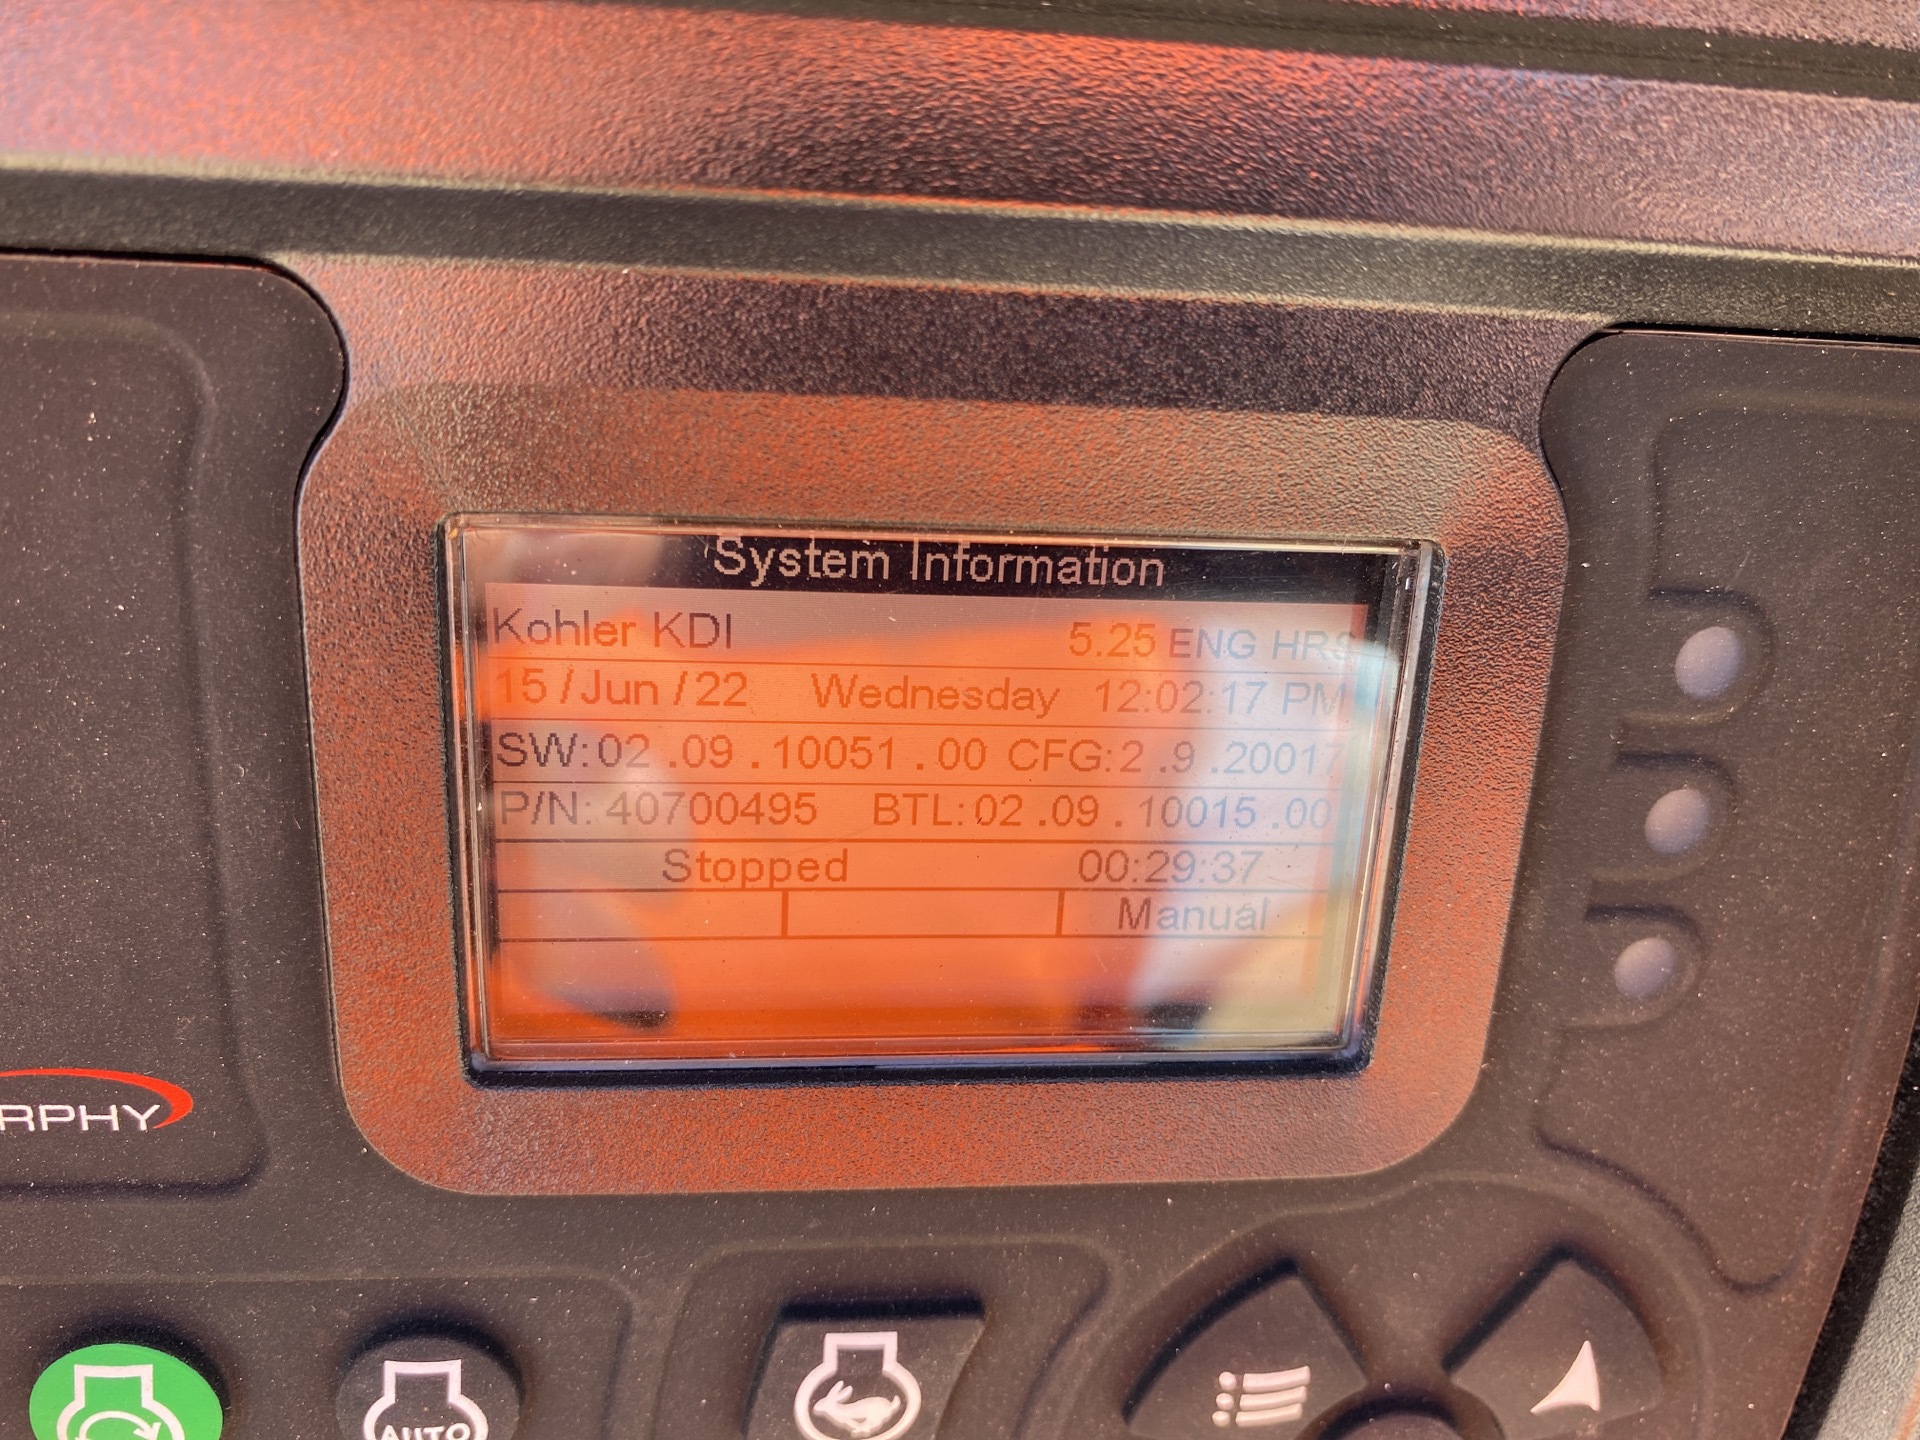 System Information
Kohler KDI 5.25 ENG HRS
15 / Jun / 22 Wednesday 12:02:17 PM
SW:02 .09 .10051 .00 CFG:2 .9 .20017
P/N: 40700495 BTL:02 .09 .10015 .00
Stopped 00:29:37
Manual
RPHY
AUTO